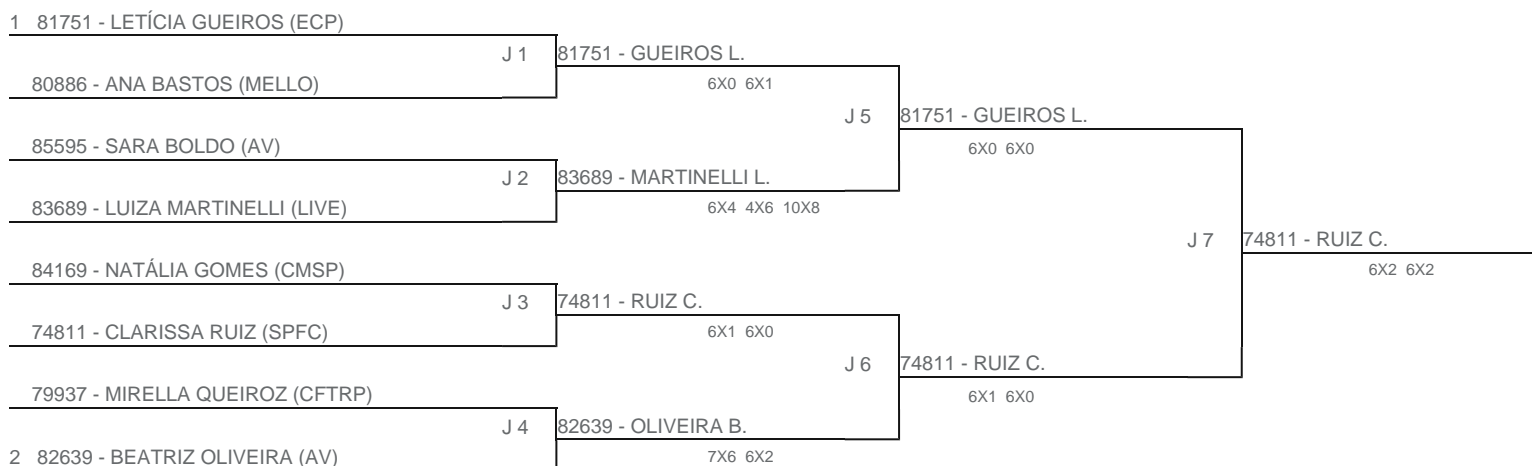 1 81751 - LETÍCIA GUEIROS (ECP)
J 1
81751 - GUEIROS L.
80886 - ANA BASTOS (MELLO)
6X0 6X1
J 5
81751 - GUEIROS L.
85595 - SARA BOLDO (AV)
6X0 6X0
J 2
83689 - MARTINELLI L.
83689 - LUIZA MARTINELLI (LIVE)
6X4 4X6 10X8
J 7
74811 - RUIZ C.
84169 - NATÁLIA GOMES (CMSP)
6X2 6X2
J 3
74811 - RUIZ C.
74811 - CLARISSA RUIZ (SPFC)
6X1 6X0
J 6
74811 - RUIZ C.
79937 - MIRELLA QUEIROZ (CFTRP)
6X1 6X0
J 4
82639 - OLIVEIRA B.
2 82639 - BEATRIZ OLIVEIRA (AV)
7X6 6X2